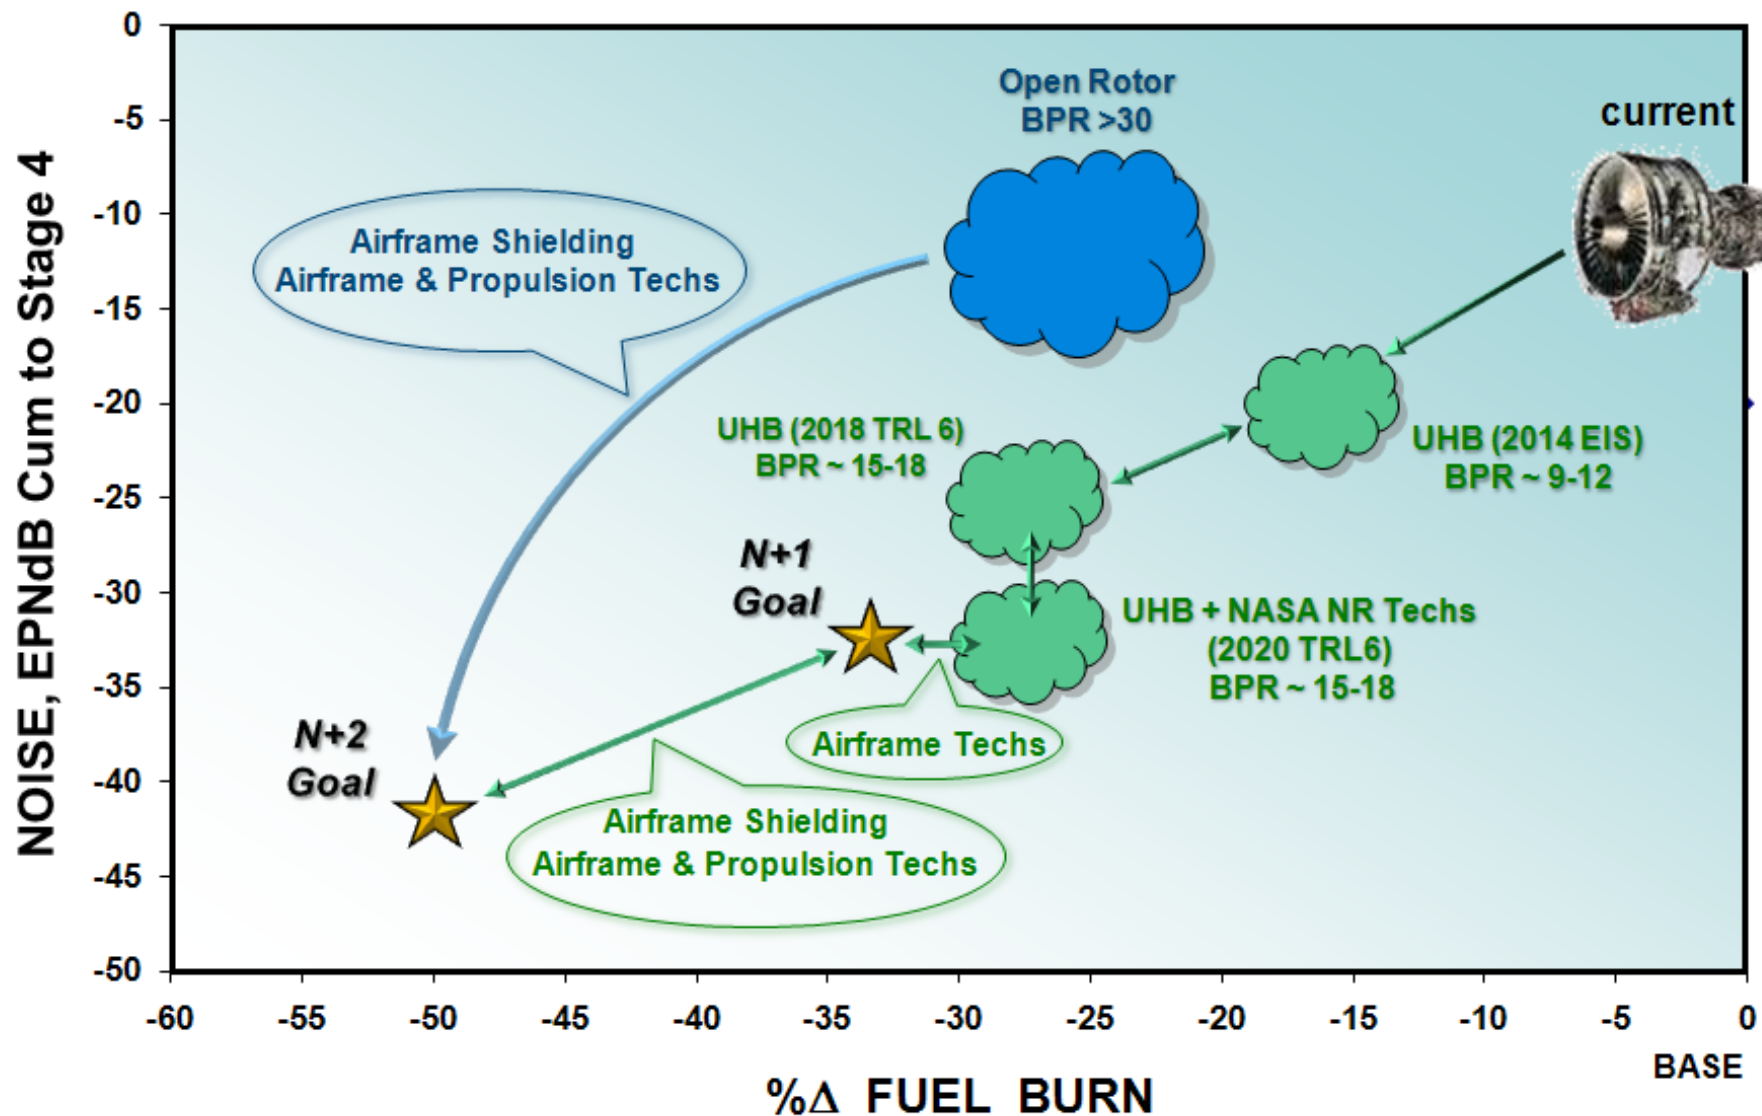 NOISE, EPNdB Cum to Stage 4
0
-5
-10
-15
-20
-25
-30
-35
-40
-45
-50
Open Rotor
BPR >30
current
Airframe Shielding
Airframe & Propulsion Techs
UHB (2018 TRL 6)
BPR ~ 15-18
UHB (2014 EIS)
BPR ~ 9-12
N+1
Goal
UHB + NASA NR Techs
(2020 TRL6)
BPR ~ 15-18
N+2
Goal
Airframe Techs
Airframe Shielding
Airframe & Propulsion Techs
-60
-55
-50
-45
-40
-35
-30
-25
-20
-15
-10
-5
0
BASE
%Δ FUEL BURN